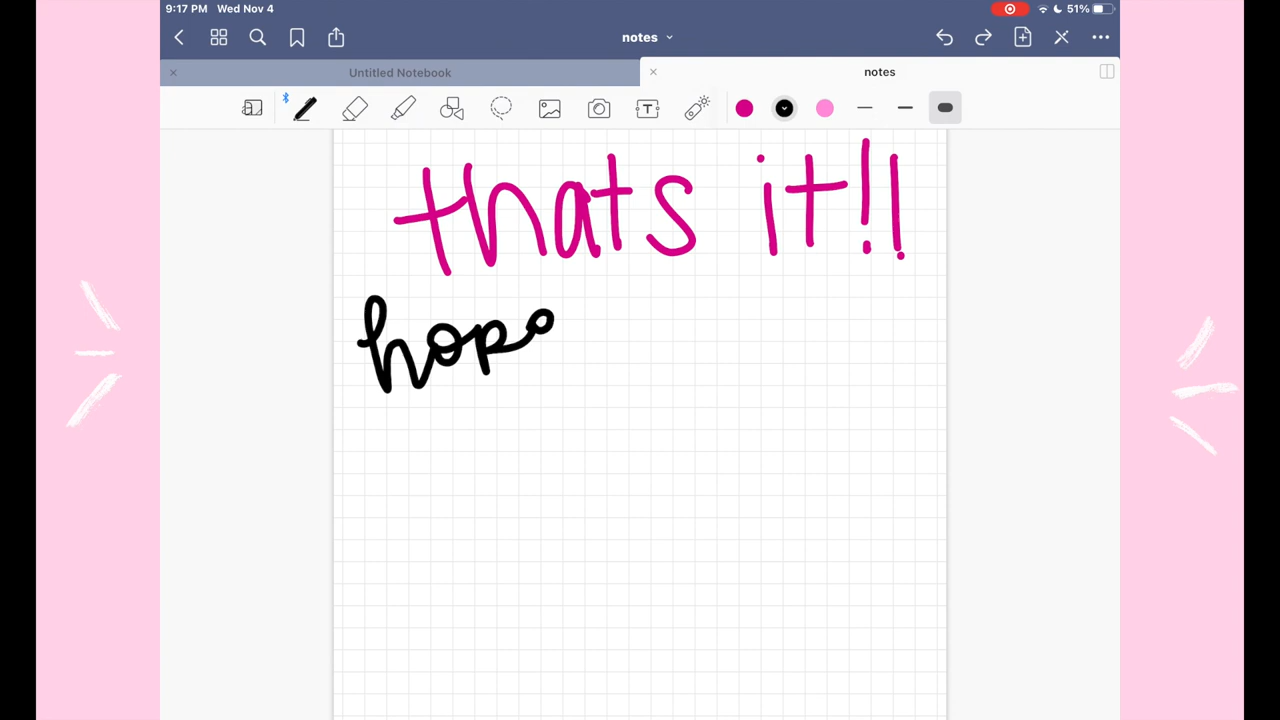 9:17 PM Wed Nov 4 51%
notes
Untitled Notebook notes
T
thats it!!
hope